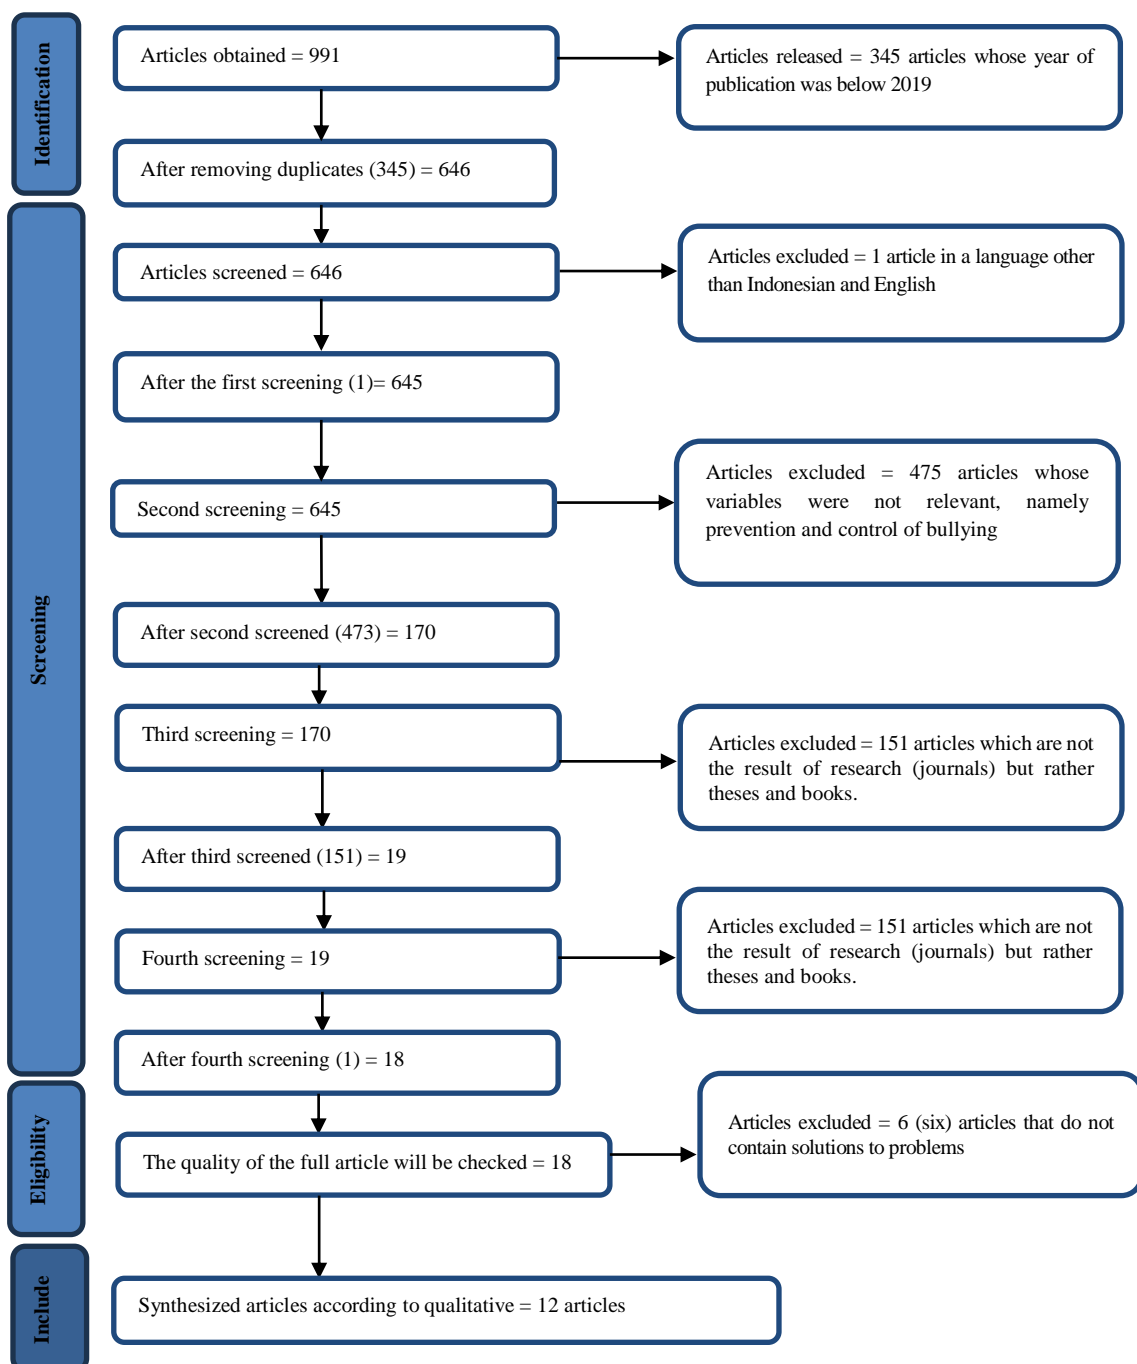 Identification
Articles obtained = 991
Articles released = 345 articles whose year of
publication was below 2019
After removing duplicates (345) = 646
Screening
Articles screened = 646
Articles excluded = 1 article in a language other
than Indonesian and English
After the first screening (1)= 645
Second screening = 645
Articles excluded = 475 articles whose
variables were not relevant, namely
prevention and control of bullying
After second screened (473) = 170
Third screening = 170
Articles excluded = 151 articles which are not
the result of research (journals) but rather
theses and books.
After third screened (151) = 19
Fourth screening = 19
Articles excluded = 151 articles which are not
the result of research (journals) but rather
theses and books.
After fourth screening (1) = 18
Eligibility
The quality of the full article will be checked = 18
Articles excluded = 6 (six) articles that do not
contain solutions to problems
Include
Synthesized articles according to qualitative = 12 articles